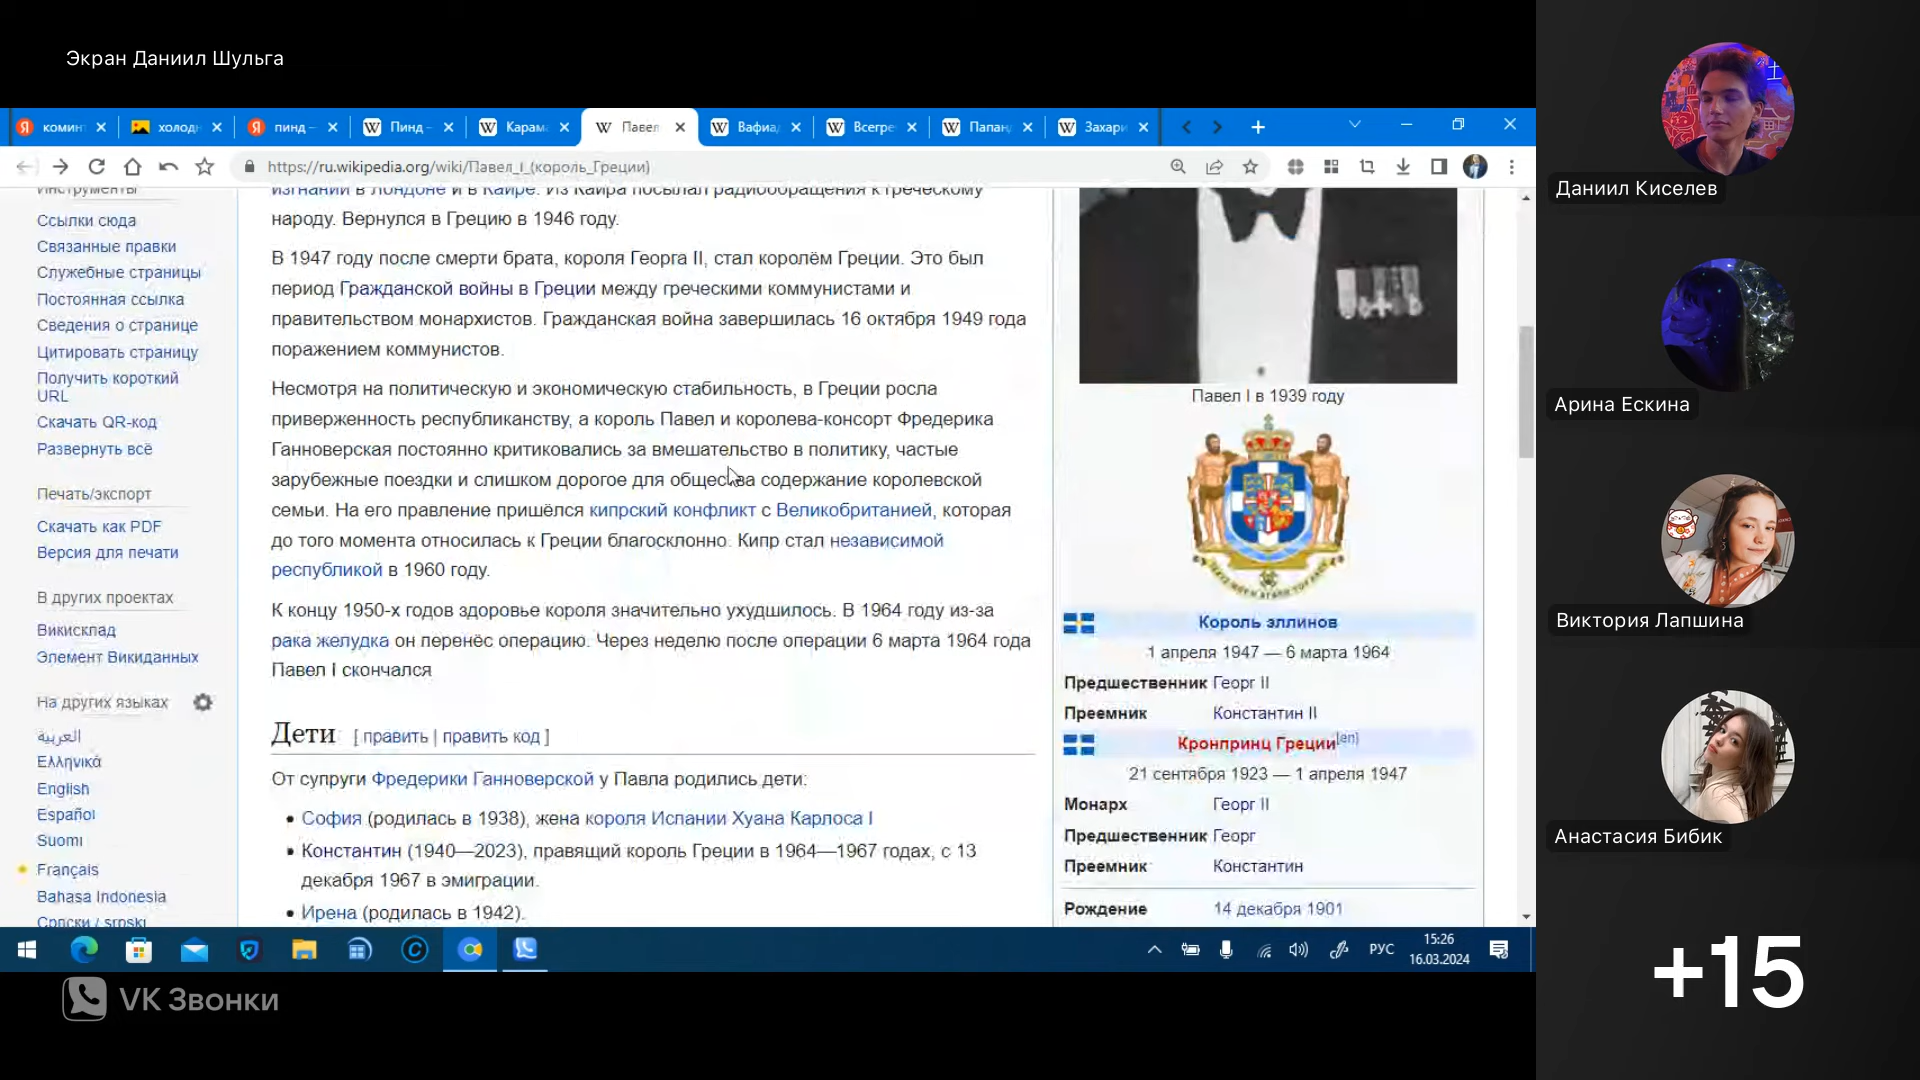 Экран Даниил Шульга
комин
холодн
пинд –
Пинд –
Карам
Павел
Вафиа
Всегре
Папан
Захари
https://ru.wikipedia.org/wiki/Павел_I_(король_Греции)
Инструменты
Ссылки сюда
Связанные правки
Служебные страницы
Постоянная ссылка
Сведения о странице
Цитировать страницу
Получить короткий
URL
Скачать QR-код
Развернуть всё
Печать/экспорт
Скачать как PDF
Версия для печати
В других проектах
Викисклад
Элемент Викиданных
На других языках
العربية
Ελληνικά
English
Español
Suomi
Français
Bahasa Indonesia
Српски / srpski
изгнании в Лондоне и в Каире. Из Каира посылал радиообращения к греческому
народу. Вернулся в Грецию в 1946 году.
В 1947 году после смерти брата, короля Георга II, стал королём Греции. Это был
период Гражданской войны в Греции между греческими коммунистами и
правительством монархистов. Гражданская война завершилась 16 октября 1949 года
поражением коммунистов.
Несмотря на политическую и экономическую стабильность, в Греции росла
приверженность республиканству, а король Павел и королева-консорт Фредерика
Ганноверская постоянно критиковались за вмешательство в политику, частые
зарубежные поездки и слишком дорогое для общества содержание королевской
семьи. На его правление пришёлся кипрский конфликт с Великобританией, которая
до того момента относилась к Греции благосклонно. Кипр стал независимой
республикой в 1960 году.
К концу 1950-х годов здоровье короля значительно ухудшилось. В 1964 году из-за
рака желудка он перенёс операцию. Через неделю после операции 6 марта 1964 года
Павел I скончался
Дети [ править | править код ]
От супруги Фредерики Ганноверской у Павла родились дети:
• София (родилась в 1938), жена короля Испании Хуана Карлоса I
• Константин (1940—2023), правящий король Греции в 1964—1967 годах, с 13
декабря 1967 в эмиграции.
• Ирена (родилась в 1942).
Павел I в 1939 году
Король эллинов
1 апреля 1947 — 6 марта 1964
Предшественник Георг II
Преемник Константин II
Кронпринц Греции[en]
21 сентября 1923 — 1 апреля 1947
Монарх Георг II
Предшественник Георг
Преемник Константин
Рождение 14 декабря 1901
РУС
15:26
16.03.2024
VK Звонки
Даниил Киселев
Арина Ескина
Виктория Лапшина
Анастасия Бибик
+15